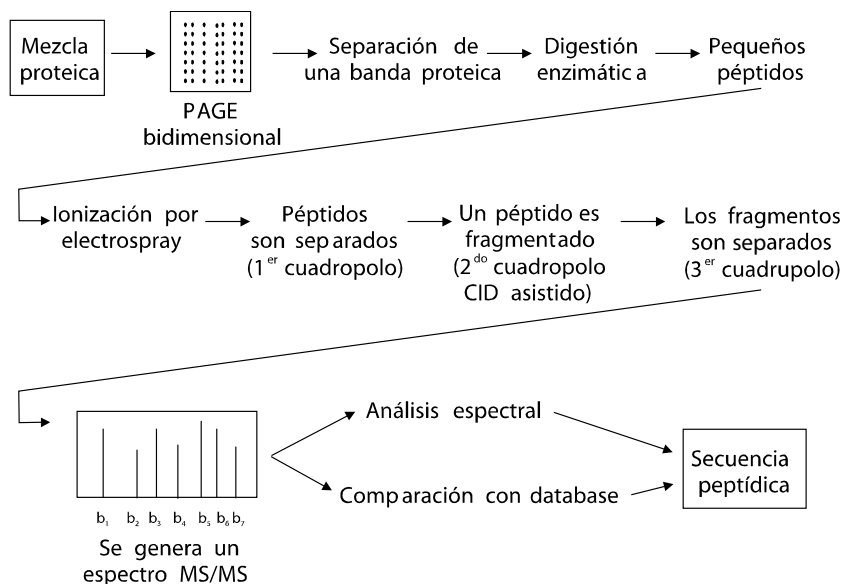 Mezcla
proteica
PAGE
bidimensional
Separación de
una banda proteica
Digestión
enzimática
Pequeños
péptidos
Ionización por
electrospray
Péptidos
son separados
(1er cuadropolo)
Un péptido es
fragmentado
(2do cuadropolo
CID asistido)
Los fragmentos
son separados
(3er cuadrupolo)
b1 b2 b3 b4 b5 b6 b7
Se genera un
espectro MS/MS
Análisis espectral
Comparación con database
Secuencia
peptídica